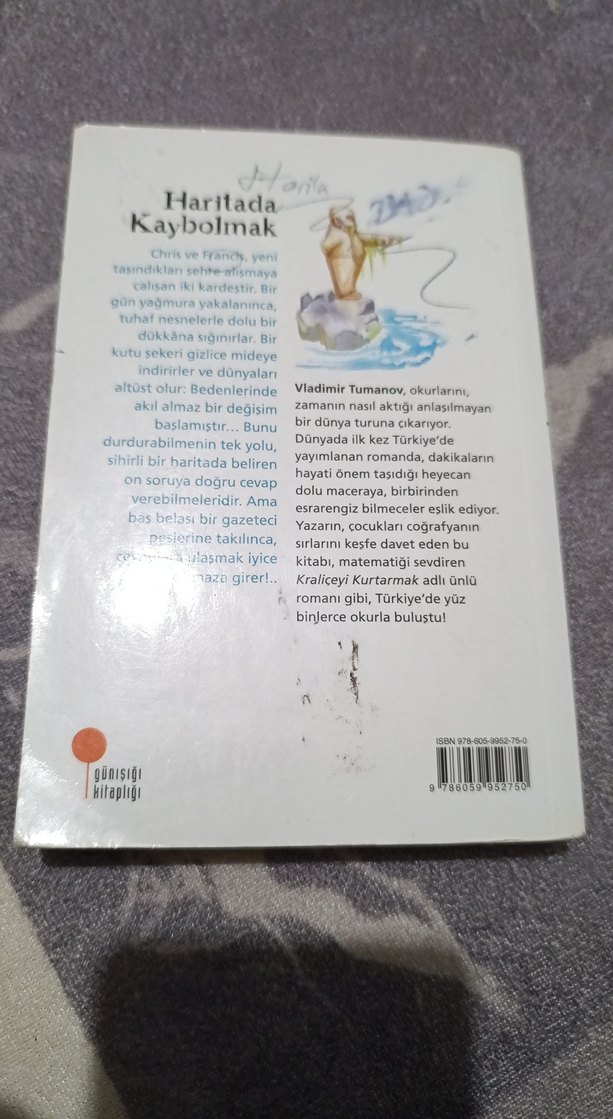 Harita
Haritada
Kaybolmak
Chris ve Francis, yeni
taşındıkları şehre alışmaya
çalışan iki kardeştir. Bir
gün yağmura yakalanınca,
tuhaf nesnelerle dolu bir
dükkâna sığınırlar. Bir
kutu şekeri gizlice mideye
indirirler ve dünyaları
altüst olur: Bedenlerinde
akıl almaz bir değişim
başlamıştır... Bunu
durdurabilmenin tek yolu,
sihirli bir haritada beliren
on soruya doğru cevap
verebilmeleridir. Ama
baş belası bir gazeteci
peşlerine takılınca,
ulaşmak iyice
girer!..
Vladimir Tumanov, okurlarını,
zamanın nasıl aktığı anlaşılmayan
bir dünya turuna çıkarıyor.
Dünyada ilk kez Türkiye’de
yayımlanan romanda, dakikaların
hayati önem taşıdığı heyecan
dolu maceraya, birbirinden
esrarengiz bilmeceler eşlik ediyor.
Yazarın, çocukları coğrafyanın
sırlarını keşfe davet eden bu
kitabı, matematiği sevdiren
Kraliçeyi Kurtarmak adlı ünlü
romanı gibi, Türkiye’de yüz
binlerce okurla buluştu!
günışığı
kitaplığı
ISBN 978-605-9952-75-0
9 786059 952750